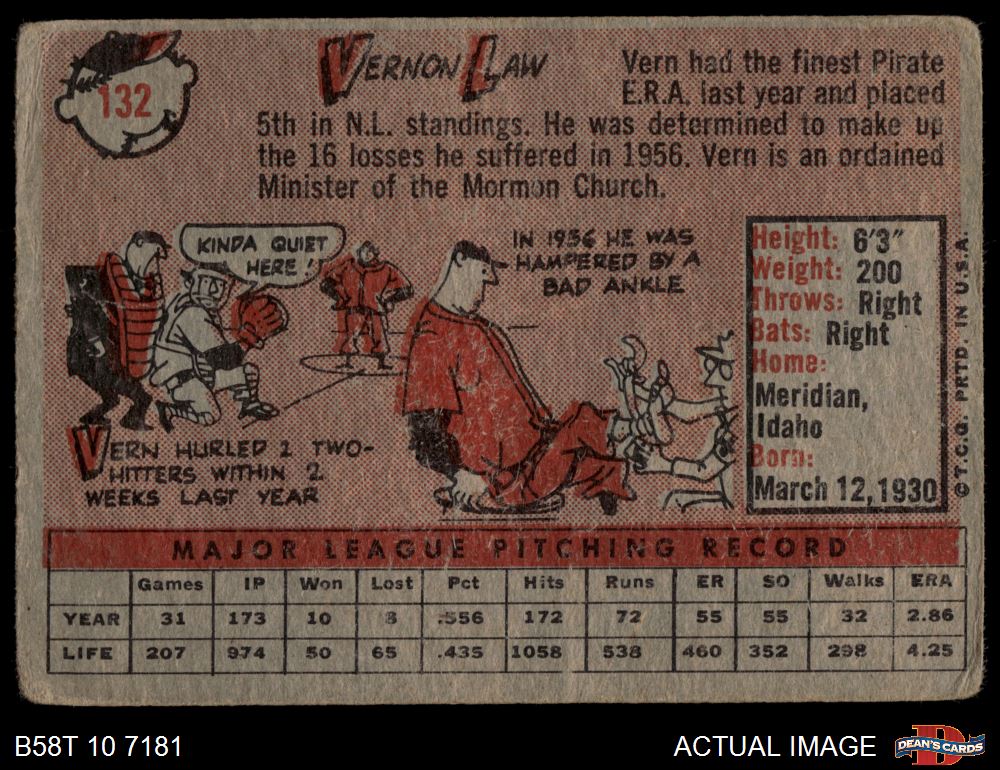 132
VERNON LAW
Vern had the finest Pirate
E.R.A. last year and placed
5th in N.L. standings. He was determined to make up
the 16 losses he suffered in 1956. Vern is an ordained
Minister of the Mormon Church.
KINDA QUIET
HERE!
IN 1956 HE WAS
HAMPERED BY A
BAD ANKLE
VERN HURLED 2 TWO-
HITTERS WITHIN 2
WEEKS LAST YEAR
Height: 6'3"
Weight: 200
Throws: Right
Bats: Right
Home:
Meridian,
Idaho
Born:
March 12, 1930
© T.C.G. PRTD. IN U.S.A.
MAJOR LEAGUE PITCHING RECORD
Games IP Won Lost Pct Hits Runs ER SO Walks ERA
YEAR 31 173 10 8 .556 172 72 55 55 32 2.86
LIFE 207 974 50 65 .435 1058 538 460 352 298 4.25
B58T 10 7181
ACTUAL IMAGE
D
DEAN'S CARDS